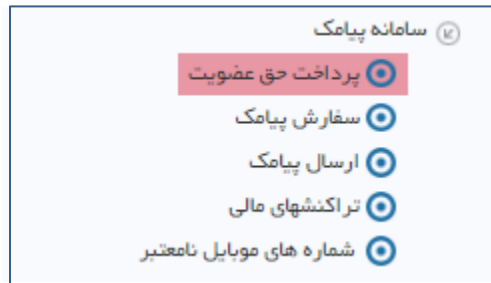 سامانه پیامک
پرداخت حق عضویت
سفارش پیامک
ارسال پیامک
تراکنشهای مالی
شماره های موبایل نامعتبر